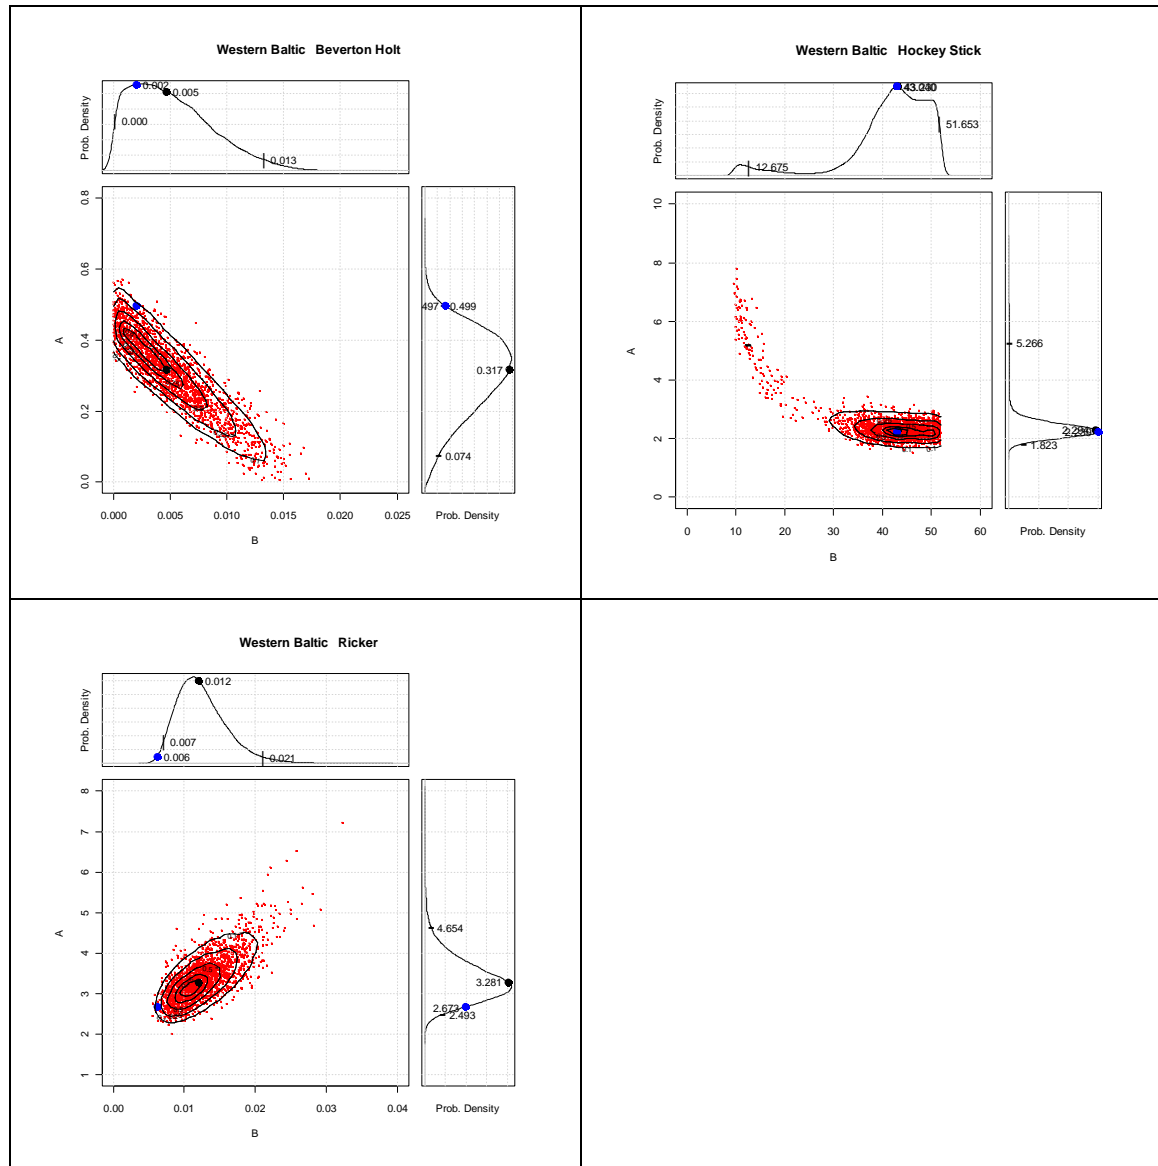 Western Baltic Beverton Holt
Prob. Density
0.002
0.005
0.000
0.013
0.8
0.6
0.4
0.2
0.0
A
0.499
0.317
0.074
0.000 0.005 0.010 0.015 0.020 0.025
Prob. Density
B
Western Baltic Hockey Stick
Prob. Density
51.653
12.675
10
8
6
4
2
0
A
5.266
1.823
0 10 20 30 40 50 60
Prob. Density
B
Western Baltic Ricker
Prob. Density
0.012
0.007
0.006
0.021
8
7
6
5
4
3
2
1
A
4.654
3.281
2.673
2.493
0.00 0.01 0.02 0.03 0.04
Prob. Density
B